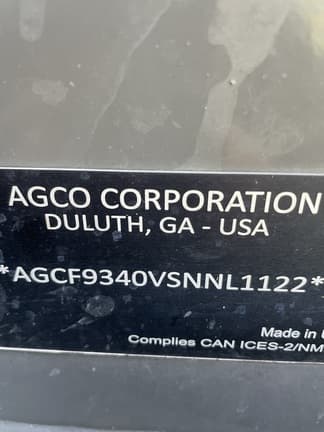 AGCO CORPORATION
DULUTH, GA - USA
*AGCF9340VSNNL1122*
Made in
Complies CAN ICES-2/NM